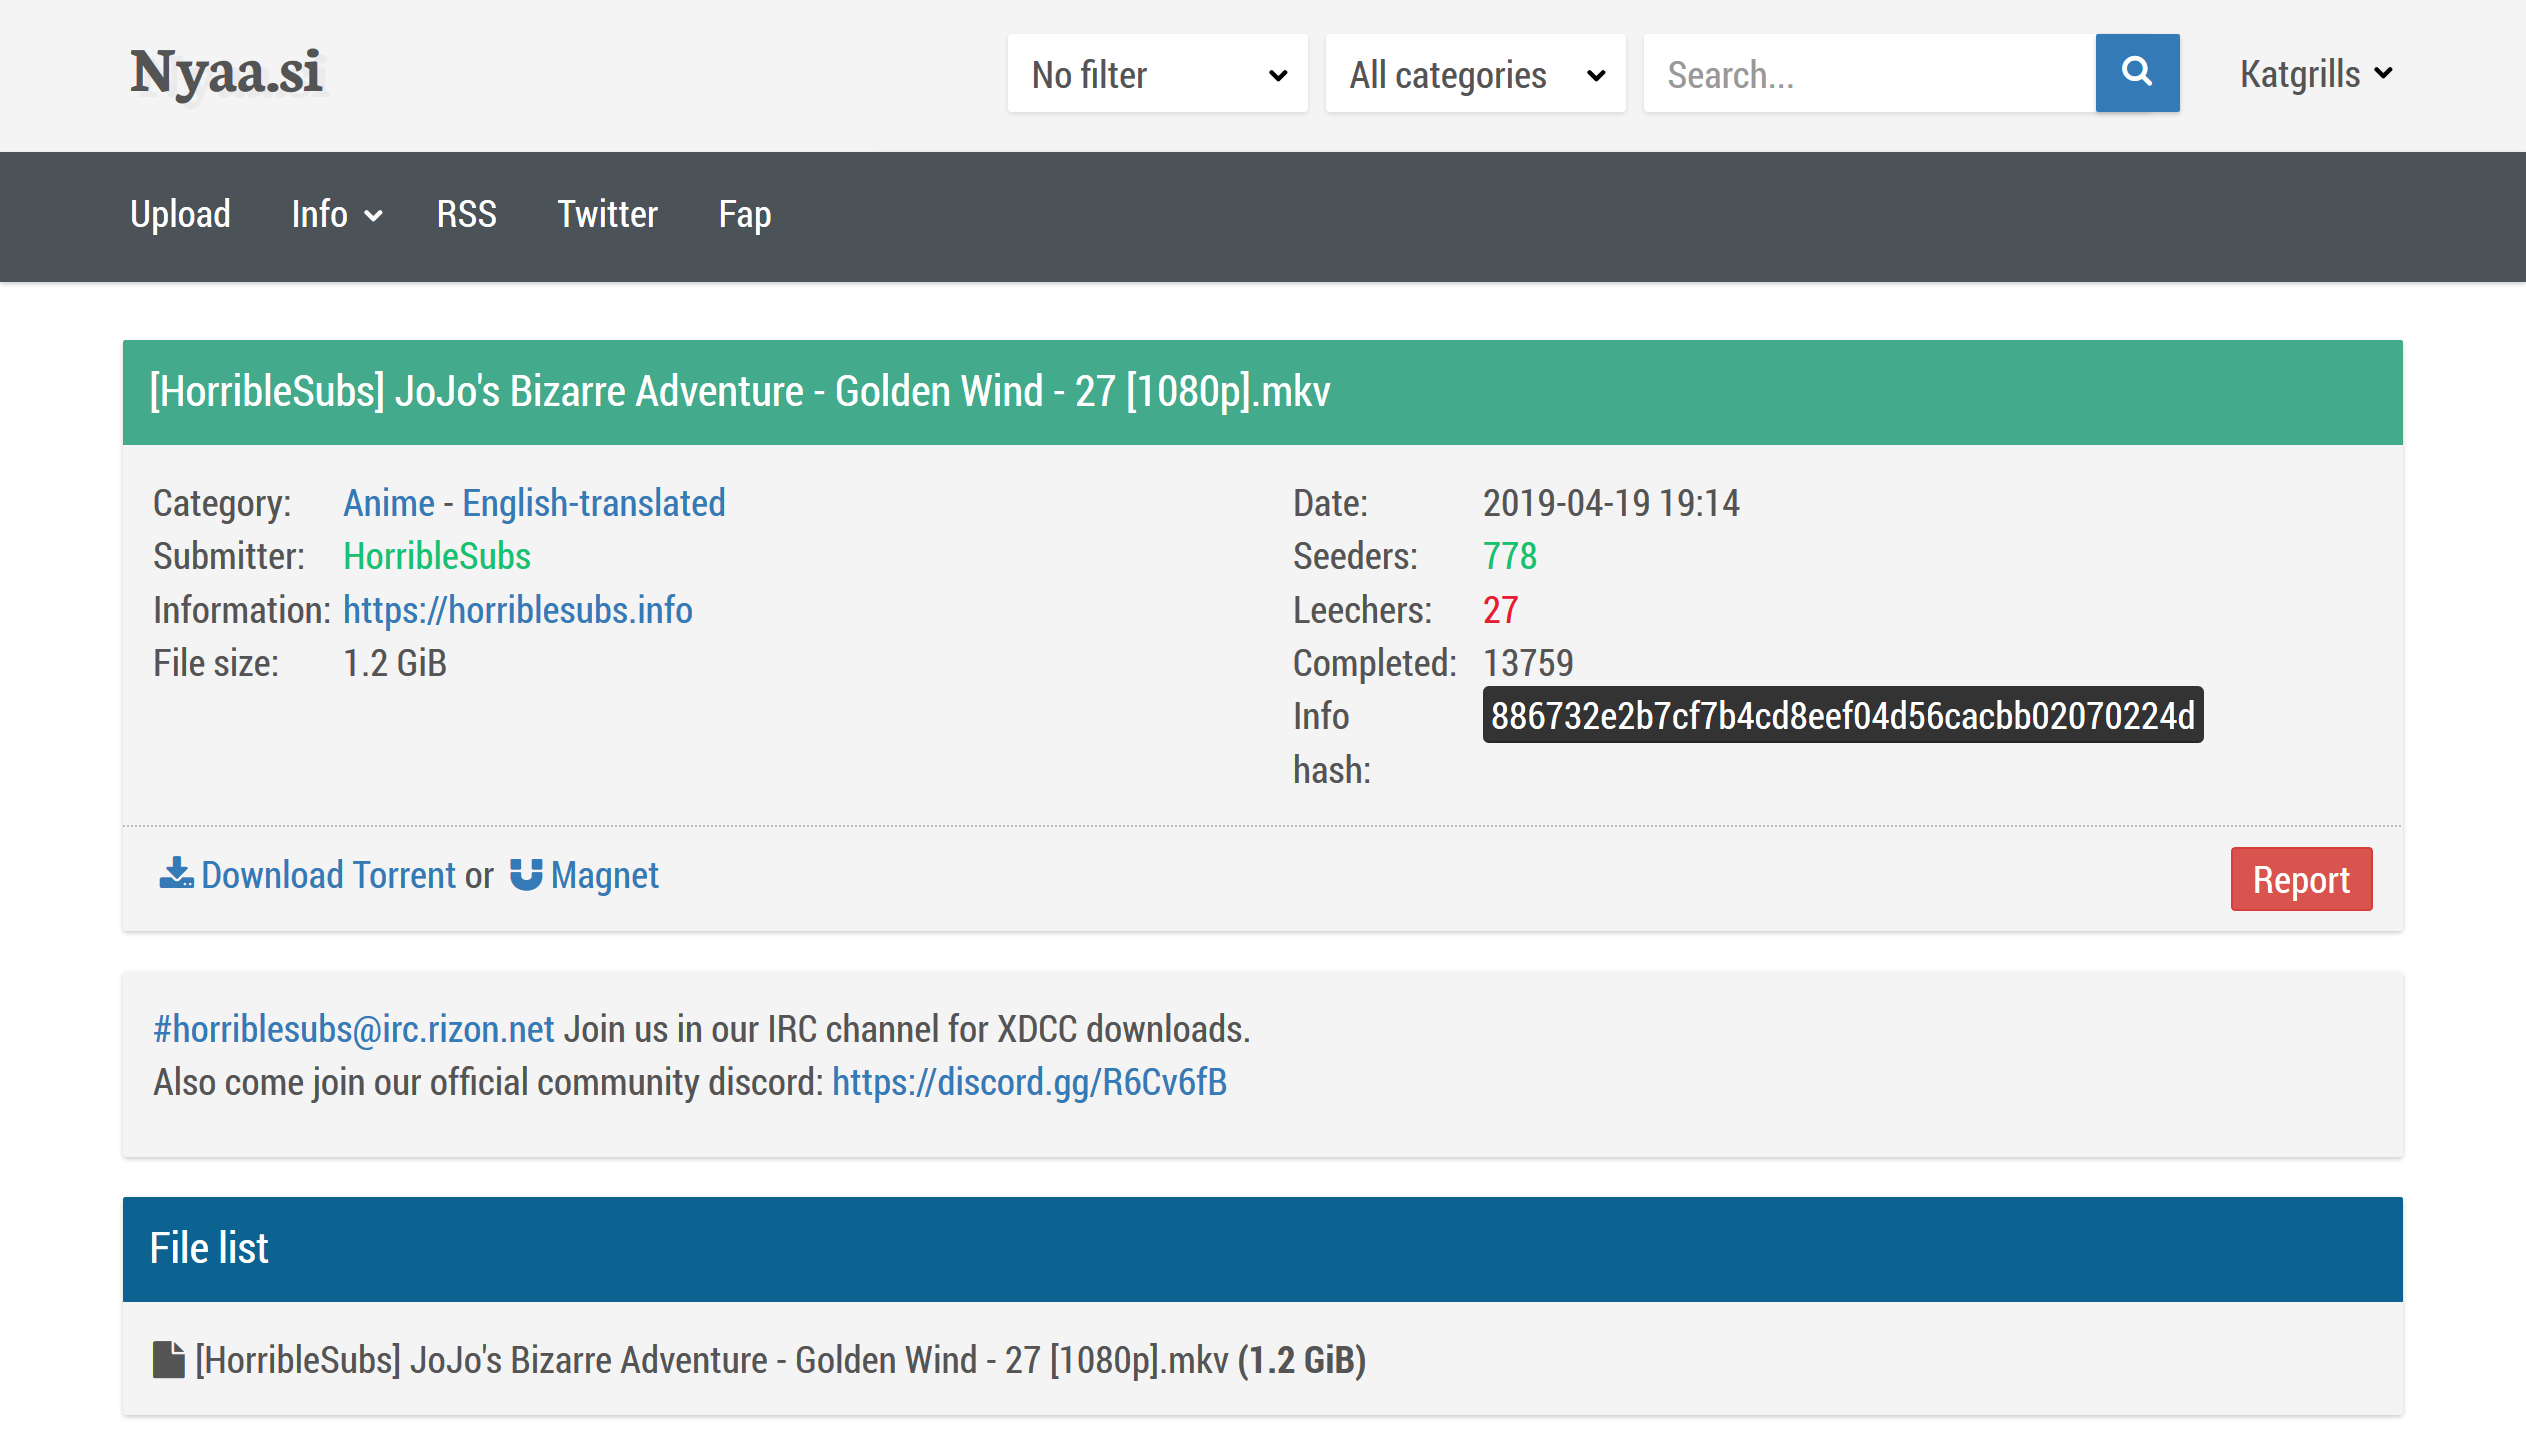 Nyaa.si
No filter
All categories
Search...
Katgrills
Upload
Info
RSS
Twitter
Fap
[HorribleSubs] JoJo's Bizarre Adventure - Golden Wind - 27 [1080p].mkv
Category: Anime - English-translated
Date: 2019-04-19 19:14
Submitter: HorribleSubs
Seeders: 778
Information: https://horriblesubs.info
Leechers: 27
File size: 1.2 GiB
Completed: 13759
Info hash: 886732e2b7cf7b4cd8eef04d56cacbb02070224d
Download Torrent or Magnet
Report
#horriblesubs@irc.rizon.net Join us in our IRC channel for XDCC downloads.
Also come join our official community discord: https://discord.gg/R6Cv6fB
File list
[HorribleSubs] JoJo's Bizarre Adventure - Golden Wind - 27 [1080p].mkv (1.2 GiB)